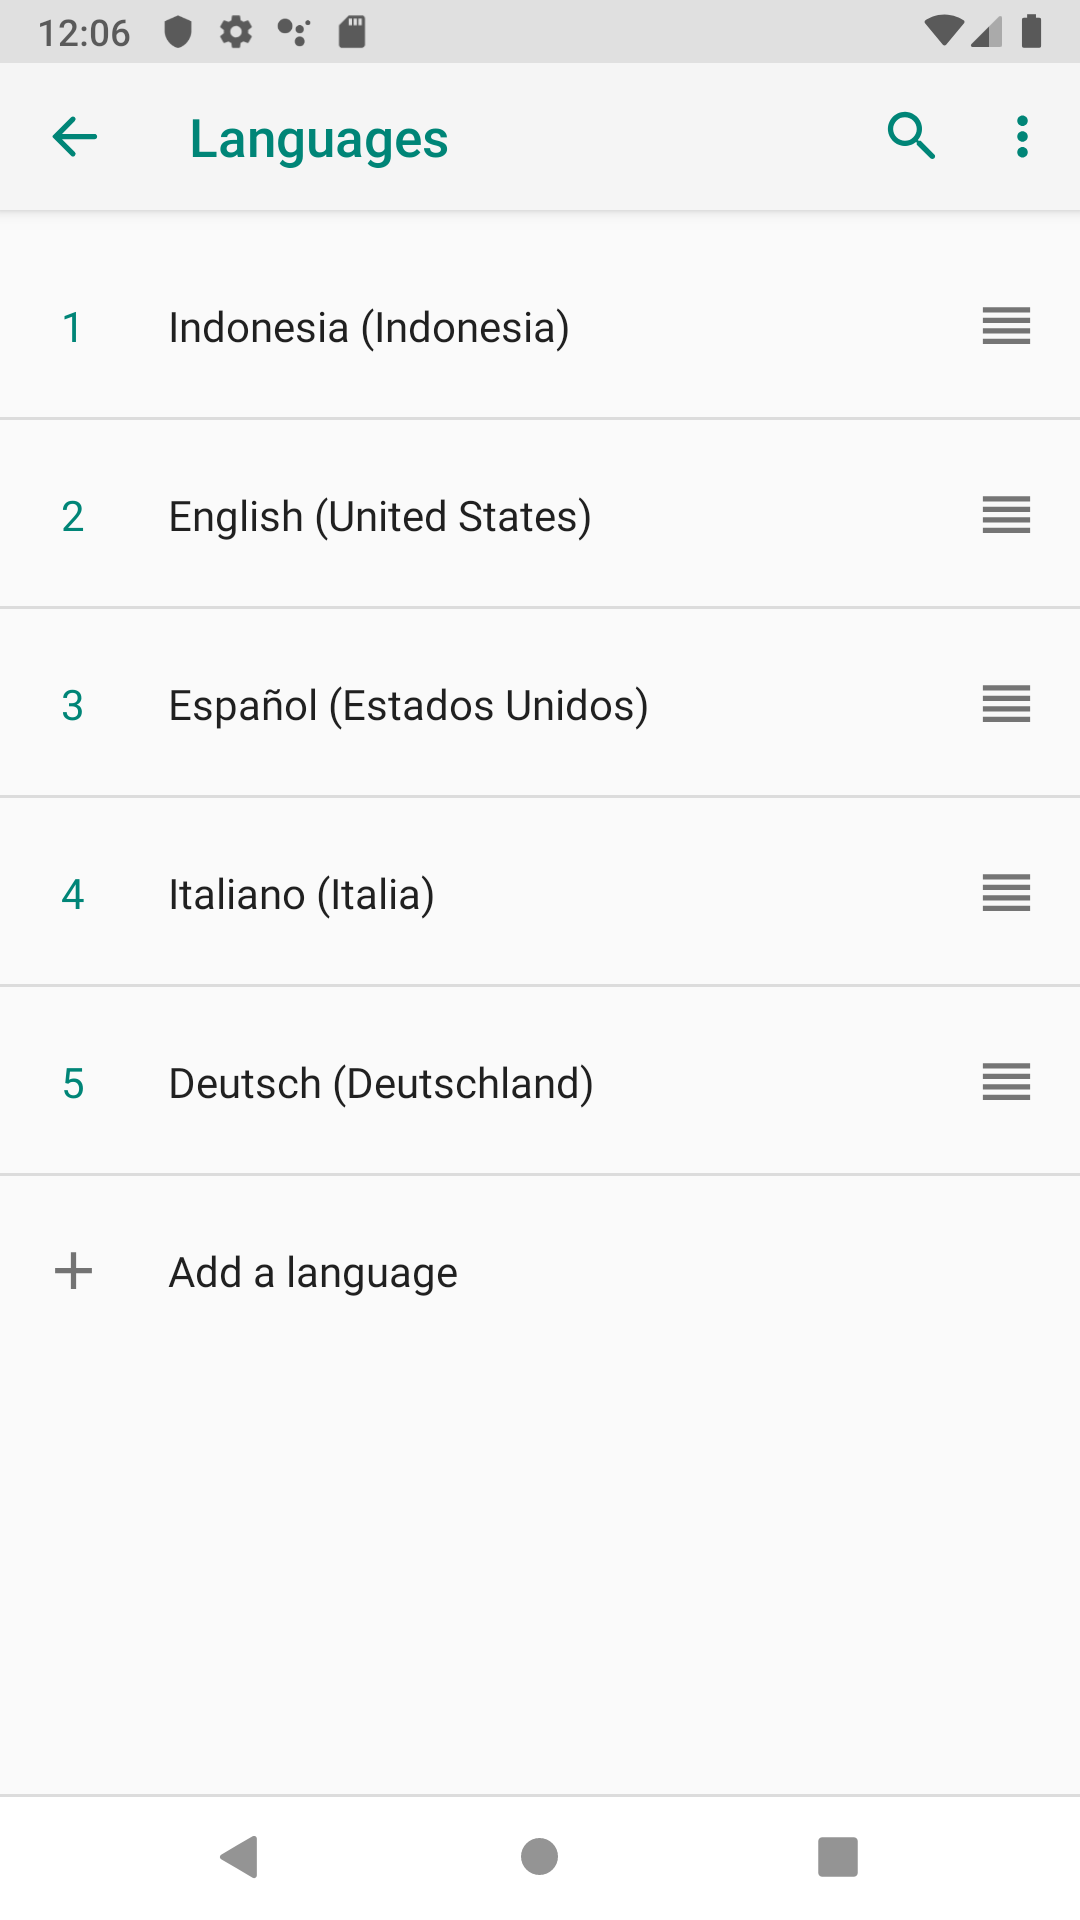 12:06
Languages
1 Indonesia (Indonesia)
2 English (United States)
3 Español (Estados Unidos)
4 Italiano (Italia)
5 Deutsch (Deutschland)
Add a language